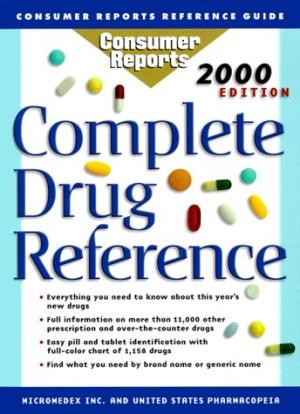 CONSUMER REPORTS REFERENCE GUIDE
Consumer
Reports
2000
EDITION
Complete
Drug
Reference
• Everything you need to know about this year's
new drugs
• Full information on more than 11,000 other
prescription and over-the-counter drugs
• Easy pill and tablet identification with
full-color chart of 1,158 drugs
• Find what you need by brand name or generic name
MICROMEDEX INC. AND UNITED STATES PHARMACOPEIA